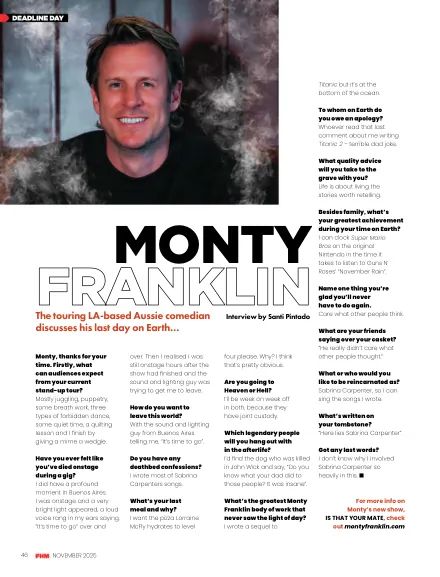 DEADLINE DAY
MONTY
FRANKLIN
The touring LA-based Aussie comedian
discusses his last day on Earth...
Interview by Santi Pintado
Monty, thanks for your
time. Firstly, what
can audiences expect
from your current
stand-up tour?
Mostly juggling, puppetry,
some breath work, three
types of forbidden dance,
some quiet time, a quilting
lesson and I finish by
giving a mime a wedgie.
Have you ever felt like
you've died onstage
during a gig?
I did have a profound
moment in Buenos Aires.
I was onstage and a very
bright light appeared, a loud
voice rang in my ears saying,
"It's time to go" over and
over. Then I realised I was
still onstage hours after the
show had finished and the
sound and lighting guy was
trying to get me to leave.
How do you want to
leave this world?
With the sound and lighting
guy from Buenos Aires
telling me, "It's time to go".
Do you have any
deathbed confessions?
I wrote most of Sabrina
Carpenters songs.
What's your last
meal and why?
I want the pizza Lorraine
McFly hydrates to level
four please. Why? I think
that's pretty obvious.
Are you going to
Heaven or Hell?
I'll be week on week off
in both, because they
have joint custody.
Which legendary people
will you hang out with
in the afterlife?
I'd find the dog who was killed
in John Wick and say, "Do you
know what your dad did to
those people? It was insane".
What's the greatest Monty
Franklin body of work that
never saw the light of day?
I wrote a sequel to
Titanic but it's at the
bottom of the ocean.
To whom on Earth do
you owe an apology?
Whoever read that last
comment about me writing
Titanic 2 – terrible dad joke.
What quality advice
will you take to the
grave with you?
Life is about living the
stories worth retelling.
Besides family, what's
your greatest achievement
during your time on Earth?
I can clock Super Mario
Bros on the original
Nintendo in the time it
takes to listen to Guns N'
Roses' "November Rain".
Name one thing you're
glad you'll never
have to do again.
Care what other people think.
What are your friends
saying over your casket?
"He really didn't care what
other people thought."
Who or what would
you like to be reincarnated as?
Sabrina Carpenter, so I can
sing the songs I wrote.
What's written on
your tombstone?
"Here lies Sabrina Carpenter"
Got any last words?
I don't know why I involved
Sabrina Carpenter so
heavily in this. ■
For more info on
Monty's new show,
IS THAT YOUR MATE, check
out montyfranklin.com
46 FHM NOVEMBER 2025